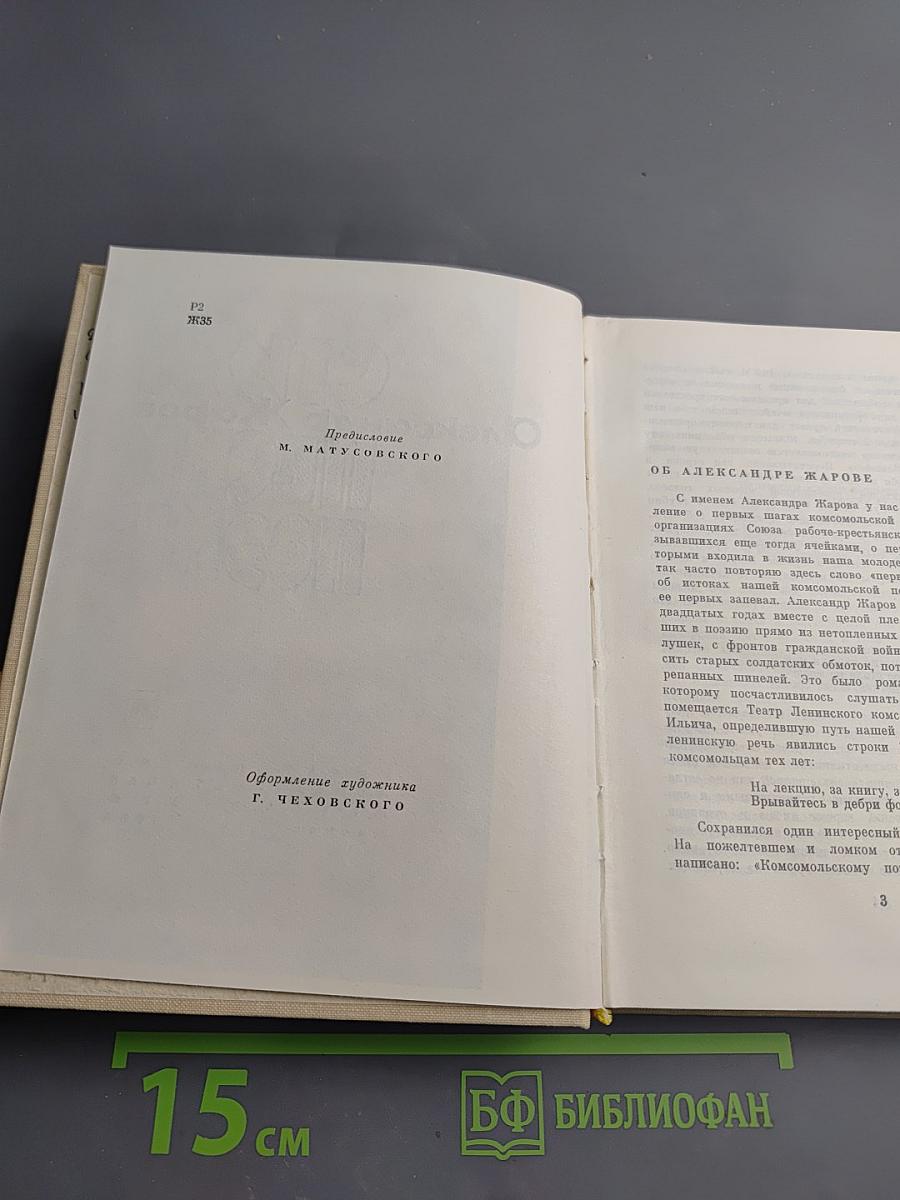 Р2
Ж35
Предисловие
М. МАТУСОВСКОГО
Оформление художника
Г. ЧЕХОВСКОГО
ОБ АЛЕКСАНДРЕ ЖАРОВЕ
С именем Александра Жарова у нас
ление о первых шагах комсомольской
организациях Союза рабоче-крестьянск
зывавшихся еще тогда ячейками, о пе
торыми входила в жизнь наша молоде
так часто повторяю здесь слово «перв
об истоках нашей комсомольской по
ее первых запевал. Александр Жаров
двадцатых годах вместе с целой пле
ших в поэзию прямо из нетопленных
лушек, с фронтов гражданской войн
сить старых солдатских обмоток, пот
репанных шинелей. Это было рома
которому посчастливилось слушать
помещается Театр Ленинского комс
Ильича, определившую путь нашей
ленинскую речь явились строки
комсомольцам тех лет:
На лекцию, за книгу, з
Врывайтесь в дебри фо
Сохранился один интересный
На пожелтевшем и ломком от
написано: «Комсомольскому по
3
15 см
БФ БИБЛИОФАН